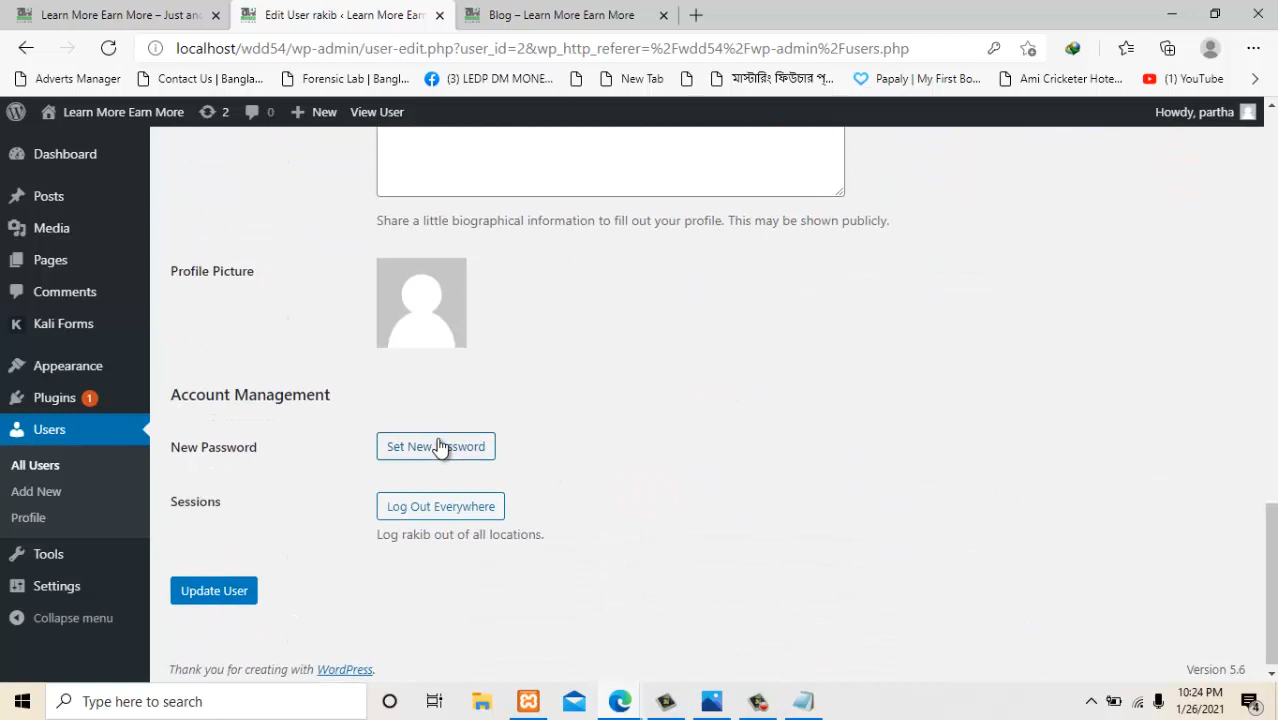 Learn More Earn More — Just an
Edit User rakib ‹ Learn More Earn
Blog – Learn More Earn More
localhost/wdd54/wp-admin/user-edit.php?user_id=2&wp_http_referer=%2Fwdd54%2Fwp-admin%2Fusers.php
Adverts Manager
Contact Us | Bangla...
Forensic Lab | Bangl...
(3) LEDP DM MONE...
New Tab
মাস্টারিং ফিউচার প্...
Papaly | My First Bo...
Ami Cricketer Hote...
(1) YouTube
Learn More Earn More
2
0
New
View User
Howdy, partha
Dashboard
Posts
Media
Pages
Comments
Kali Forms
Appearance
Plugins 1
Users
All Users
Add New
Profile
Tools
Settings
Collapse menu
Share a little biographical information to fill out your profile. This may be shown publicly.
Profile Picture
Account Management
New Password
Set New Password
Sessions
Log Out Everywhere
Log rakib out of all locations.
Update User
Thank you for creating with WordPress.
Version 5.6
Type here to search
10:24 AM
1/26/2021
4